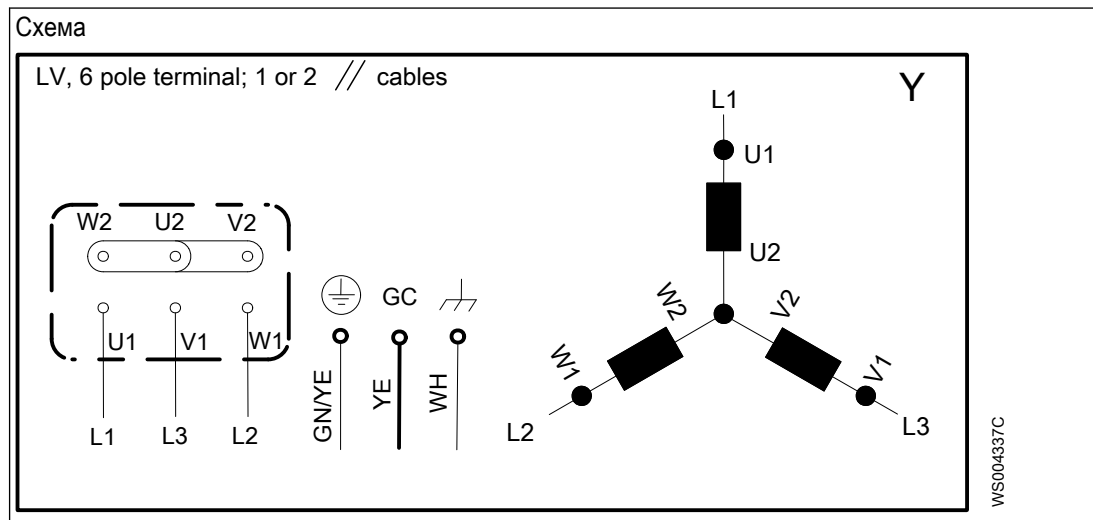 Схема
LV, 6 pole terminal; 1 or 2 // cables
Y
L1
U1
U2
W2
V2
W1
V1
L2
L3
W2 U2 V2
U1 V1 W1
L1 L3 L2
GC
GN/YE
YE
WH
WS004337C